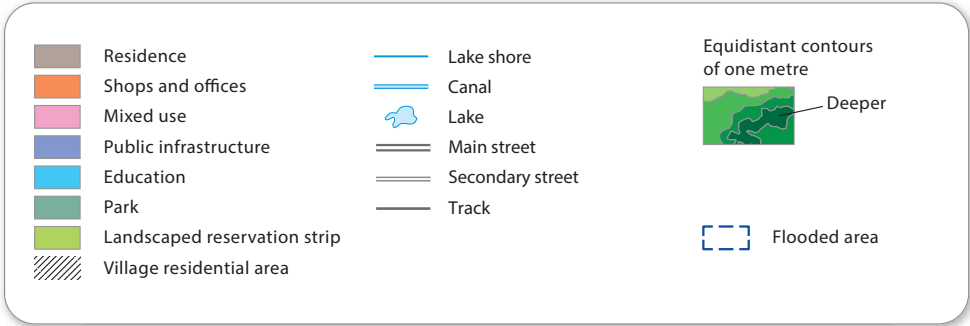 Residence
Shops and offices
Mixed use
Public infrastructure
Education
Park
Landscaped reservation strip
Village residential area
Lake shore
Canal
Lake
Main street
Secondary street
Track
Equidistant contours
of one metre
Deeper
Flooded area